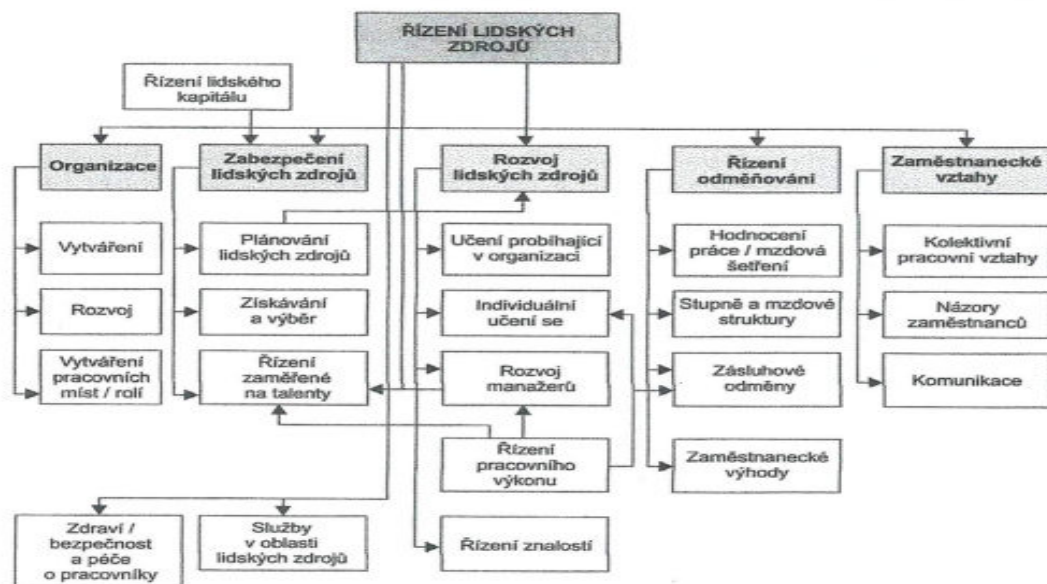 ŘÍZENÍ LIDSKÝCH
ZDROJŮ
Řízení lidského
kapitálu
Organizace
Zabezpečení
lidských zdrojů
Rozvoj
lidských zdrojů
Řízení
odměňování
Zaměstnanecké
vztahy
Vytváření
Plánování
lidských zdrojů
Učení probíhající
v organizaci
Hodnocení
práce / mzdová
šetření
Kolektivní
pracovní vztahy
Rozvoj
Získávání
a výběr
Individuální
učení se
Stupně a mzdové
struktury
Názory
zaměstnanců
Vytváření
pracovních
míst / rolí
Řízení
zaměřené
na talenty
Rozvoj
manažerů
Zásluhové
odměny
Komunikace
Řízení
pracovního
výkonu
Zaměstnanecké
výhody
Zdraví /
bezpečnost
a péče
o pracovníky
Služby
v oblasti
lidských zdrojů
Řízení znalostí